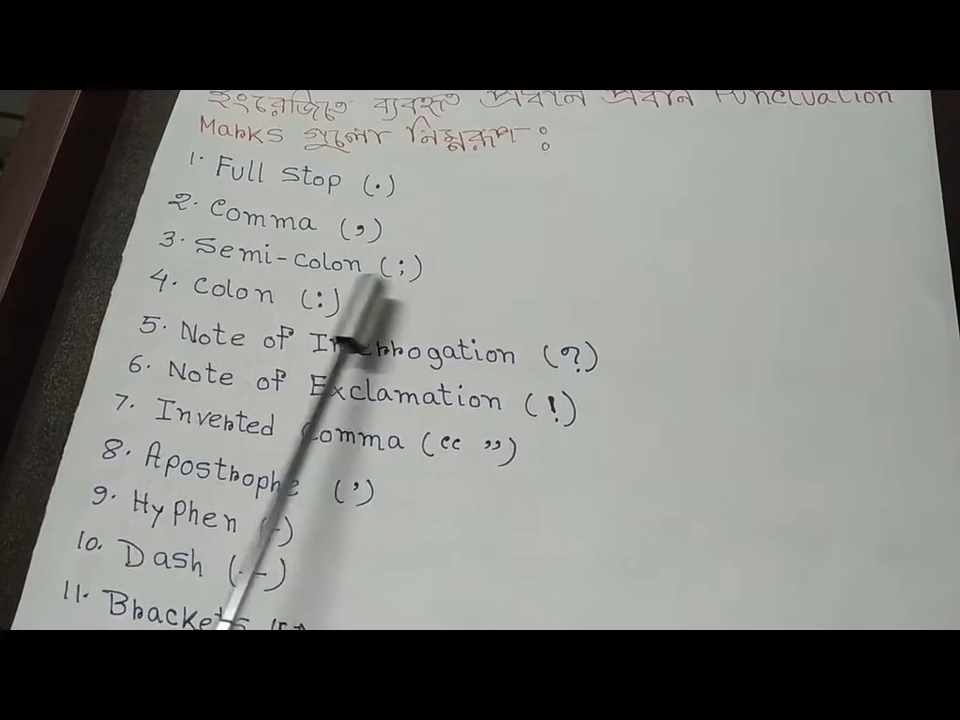 ইংরেজিতে ব্যবহৃত প্রধান প্রধান Punctuation
Marks গুলো নিম্নরূপ :
1. Full Stop (.)
2. Comma (,)
3. Semi-colon (;)
4. Colon (:)
5. Note of Interrogation (?)
6. Note of Exclamation (!)
7. Inverted Comma (“ ”)
8. Apostrophe (’)
9. Hyphen (-)
10. Dash (—)
11. Brackets